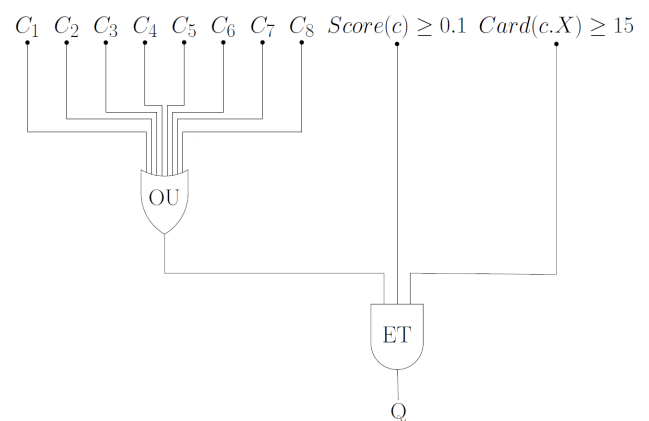 C₁ C₂ C₃ C₄ C₅ C₆ C₇ C₈ Score(c) ≥ 0.1 Card(c.X) ≥ 15
OU
ET
Q